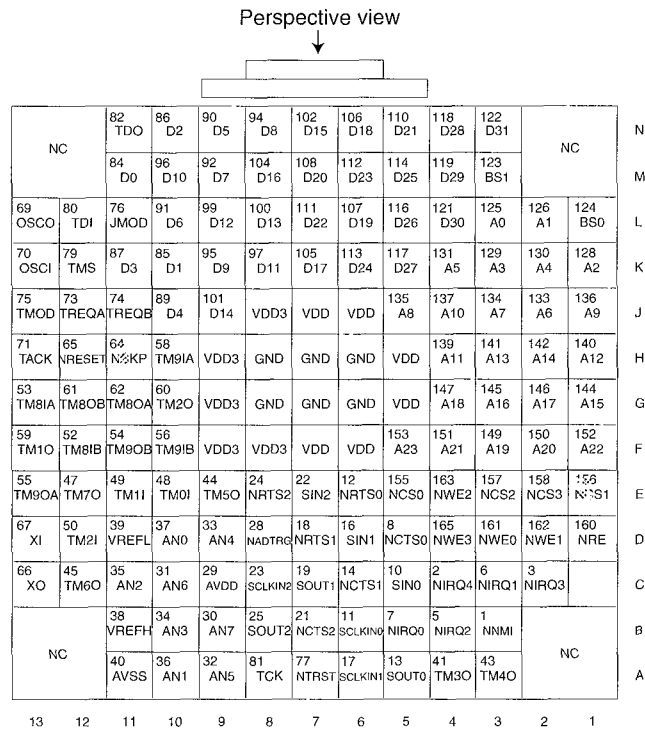 Perspective view
82 86 90 94 102 106 110 118 122
TDO D2 D5 D8 D15 D18 D21 D28 D31 N
NC NC
84 96 92 104 108 112 114 119 123
D0 D10 D7 D16 D20 D23 D25 D29 BS1 M
69 80 76 91 99 100 111 107 116 121 125 126 124
OSCO TDI JMOD D6 D12 D13 D22 D19 D26 D30 A0 A1 BS0 L
70 79 87 85 95 97 105 113 117 131 129 130 128
OSCI TMS D3 D1 D9 D11 D17 D24 D27 A5 A3 A4 A2 K
75 73 74 89 101 135 137 134 133 136
TMOD TREQA TREQB D4 D14 VDD3 VDD VDD A8 A10 A7 A6 A9 J
71 65 64 58 139 141 142 140
TACK NRESET TM9IA VDD3 GND GND GND VDD A11 A13 A14 A12 H
53 61 62 60 147 145 146 144
TM8IA TM8OB TM8OA TM2O VDD3 GND GND GND VDD A18 A16 A17 A15 G
59 52 54 56 153 151 149 150 152
TM1O TM8IB TM9OB TM9IB VDD3 VDD3 VDD VDD A23 A21 A19 A20 A22 F
55 47 49 48 44 24 22 12 155 163 157 158 156
TM9OA TM7O TM1I TM0I TM5O NRTS2 SIN2 NRTS0 NCS0 NWE2 NCS2 NCS3 NCS1 E
67 50 39 37 33 28 18 16 8 165 161 162 160
XI TM2I VREFL AN0 AN4 NADTRG NRTS1 SIN1 NCTS0 NWE3 NWE0 NWE1 NRE D
66 45 35 31 29 23 19 14 10 2 6 3
XO TM6O AN2 AN6 AVDD SCLKIN2 SOUT1 NCTS1 SIN0 NIRQ4 NIRQ1 NIRQ3 C
38 34 30 25 21 11 7 5 1
VREFH AN3 AN7 SOUT2 NCTS2 SCLKIN0 NIRQ0 NIRQ2 NNMI B
NC NC
40 36 32 81 77 17 13 41 43
AVSS AN1 AN5 TCK NTRST SCLKIN1 SOUT0 TM3O TM4O A
13 12 11 10 9 8 7 6 5 4 3 2 1